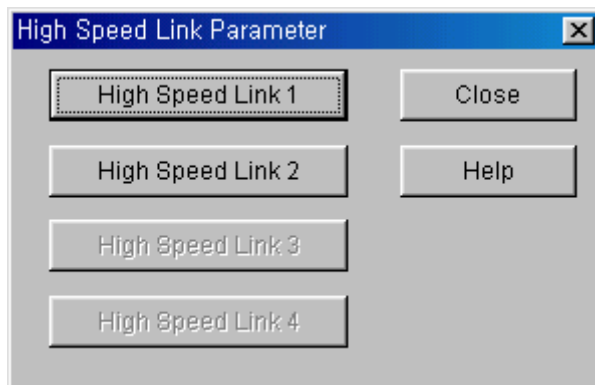 High Speed Link Parameter
High Speed Link 1
Close
High Speed Link 2
Help
High Speed Link 3
High Speed Link 4